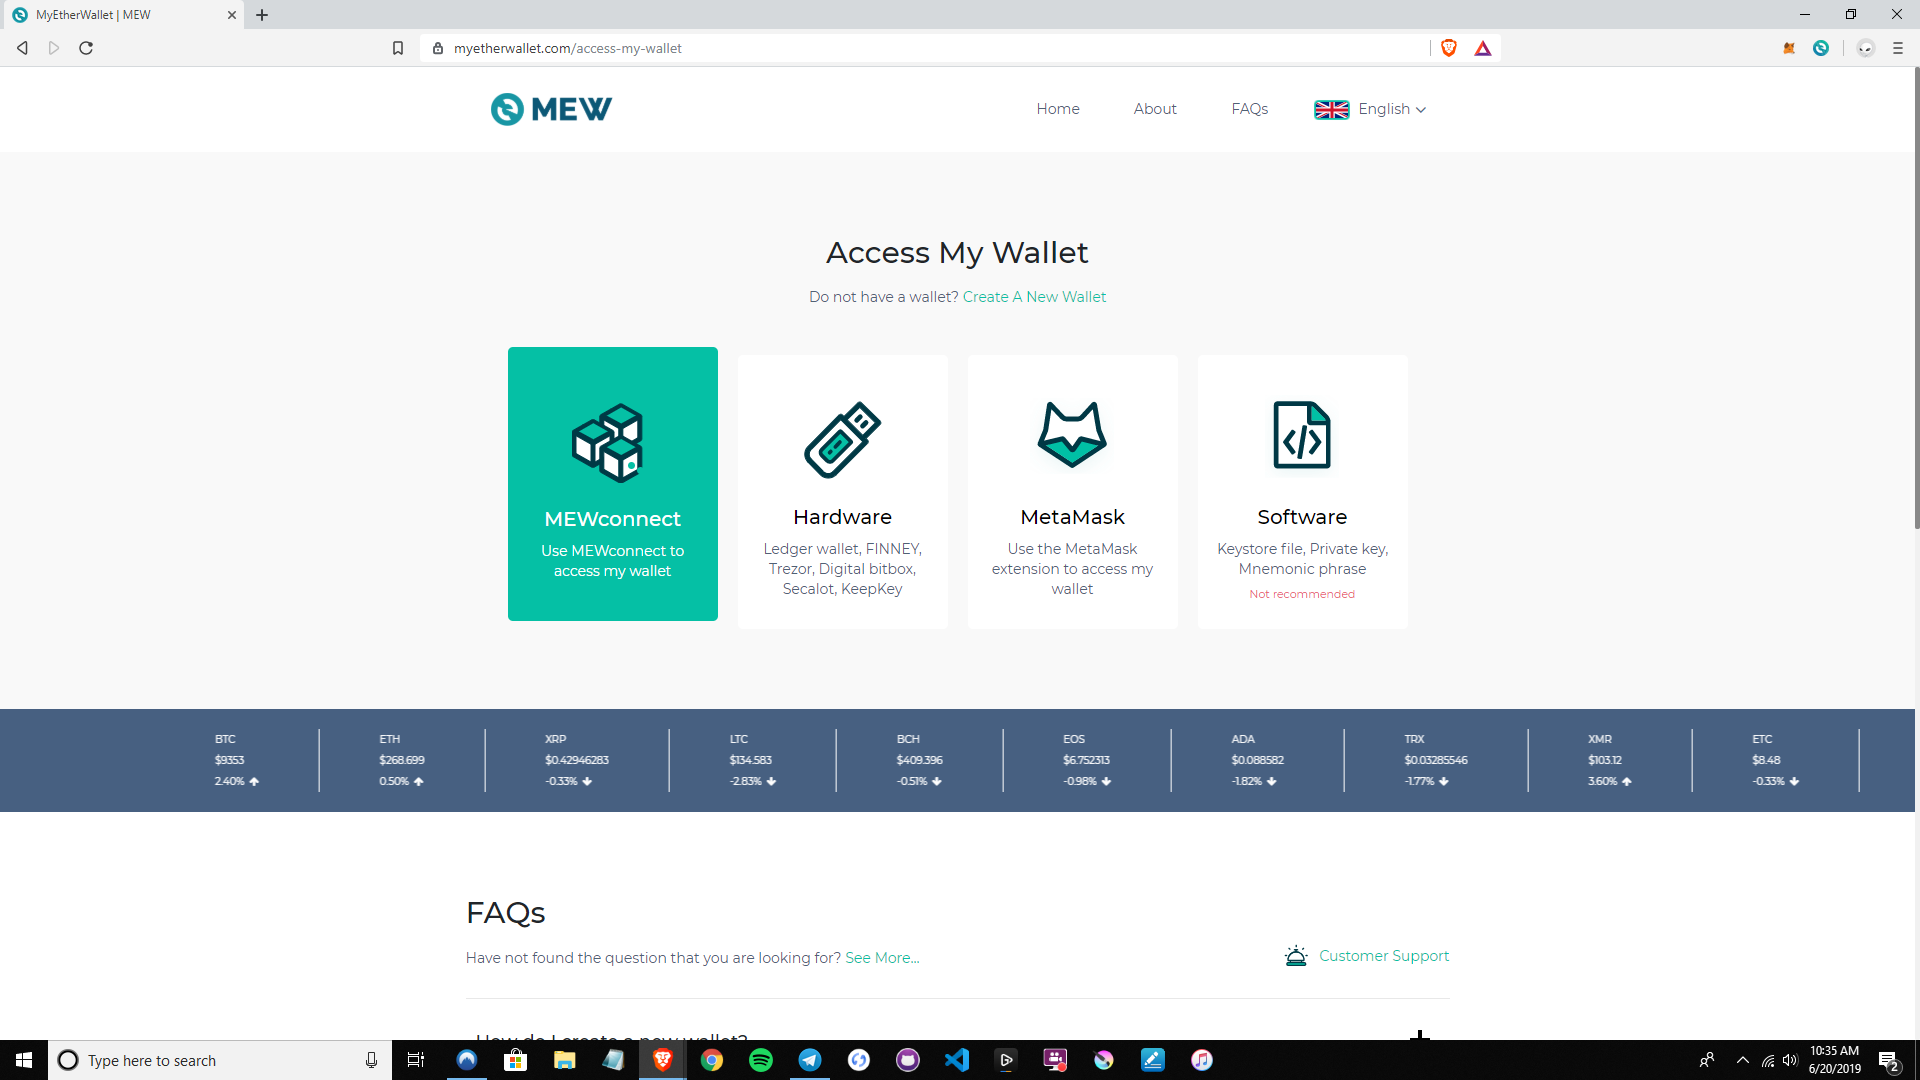 MyEtherWallet | MEW
myetherwallet.com/access-my-wallet
MEW
Home
About
FAQs
English
Access My Wallet
Do not have a wallet? Create A New Wallet
MEWconnect
Use MEWconnect to
access my wallet
Hardware
Ledger wallet, FINNEY,
Trezor, Digital bitbox,
Secalot, KeepKey
MetaMask
Use the MetaMask
extension to access my
wallet
Software
Keystore file, Private key,
Mnemonic phrase
Not recommended
BTC
$9353
2.40%
ETH
$268.699
0.50%
XRP
$0.42946283
-0.33%
LTC
$134.583
-2.83%
BCH
$409.396
-0.51%
EOS
$6.752313
-0.98%
ADA
$0.088582
-1.82%
TRX
$0.03285546
-1.77%
XMR
$103.12
3.60%
ETC
$8.48
-0.33%
FAQs
Have not found the question that you are looking for? See More...
Customer Support
How do I create a new wallet?
Type here to search
10:35 AM
6/20/2019
2